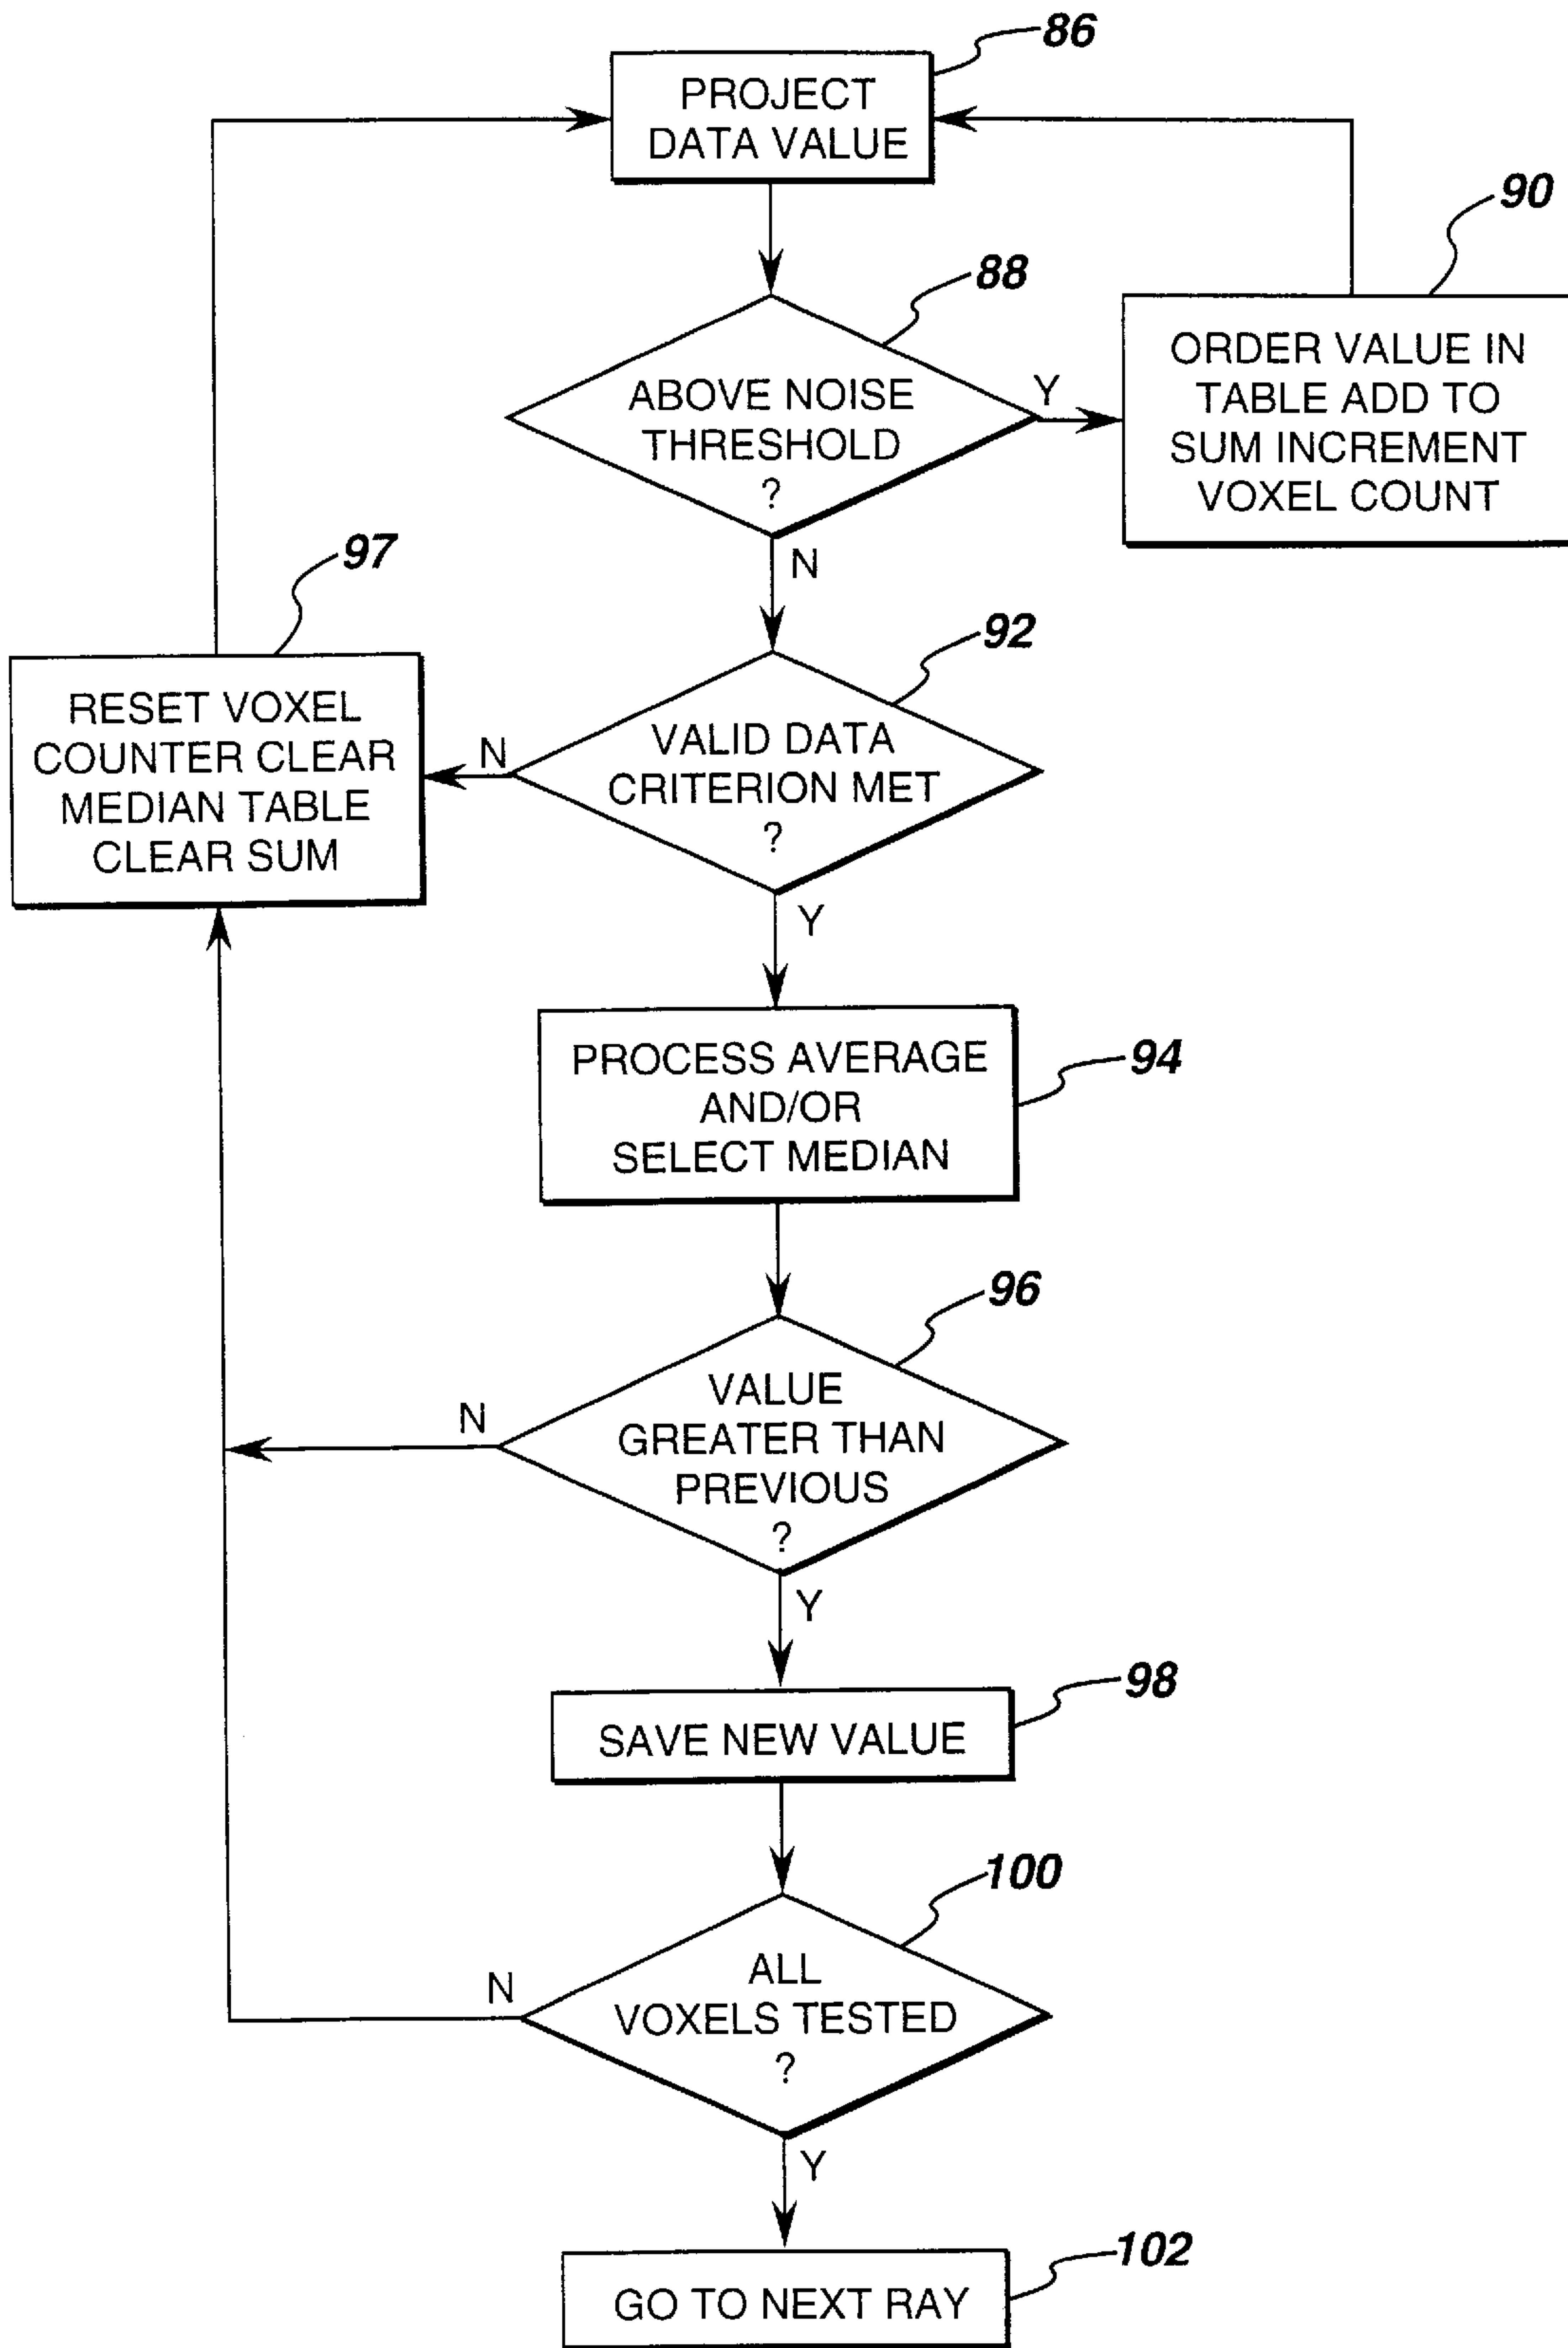 86
PROJECT
DATA VALUE
90
88
ORDER VALUE IN
TABLE ADD TO
SUM INCREMENT
VOXEL COUNT
ABOVE NOISE
THRESHOLD
?
Y
N
97
92
RESET VOXEL
COUNTER CLEAR
MEDIAN TABLE
CLEAR SUM
VALID DATA
CRITERION MET
?
N
Y
94
PROCESS AVERAGE
AND/OR
SELECT MEDIAN
96
VALUE
GREATER THAN
PREVIOUS
?
N
Y
98
SAVE NEW VALUE
100
ALL
VOXELS TESTED
?
N
Y
102
GO TO NEXT RAY